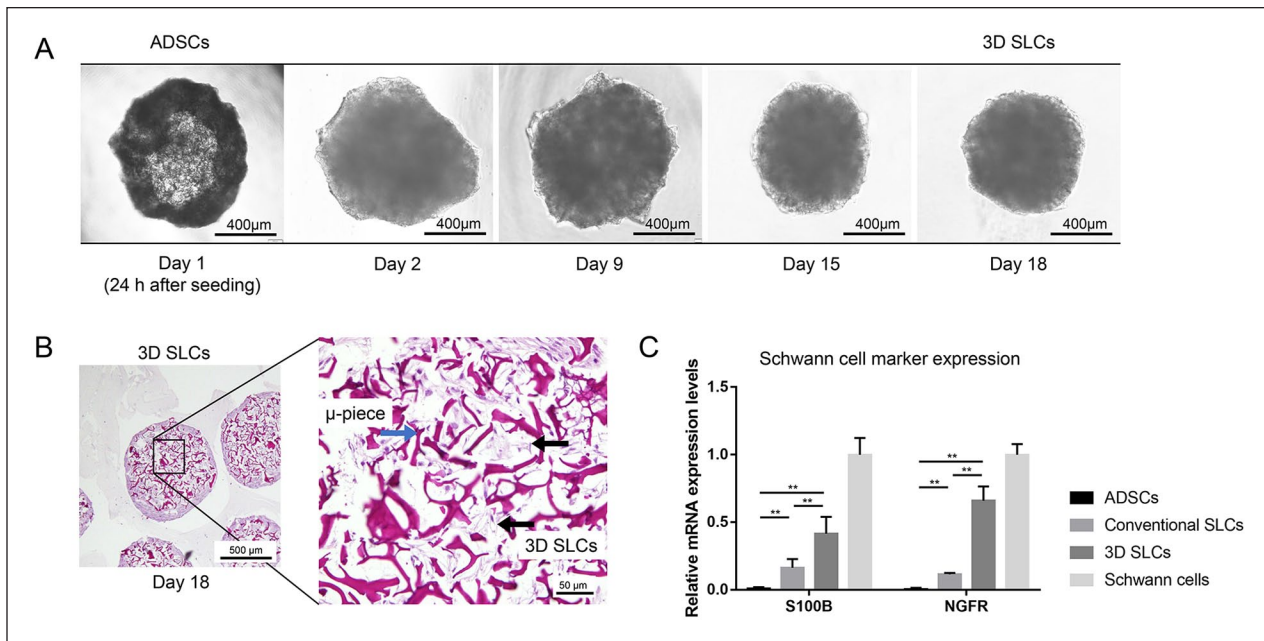 A
ADSCs
3D SLCs
400μm
400μm
400μm
400μm
400μm
Day 1
(24 h after seeding)
Day 2
Day 9
Day 15
Day 18
B
3D SLCs
500 μm
Day 18
μ-piece
3D SLCs
50 μm
C
Schwann cell marker expression
Relative mRNA expression levels
1.5
1.0
0.5
0.0
**
**
**
**
**
**
S100B
NGFR
ADSCs
Conventional SLCs
3D SLCs
Schwann cells